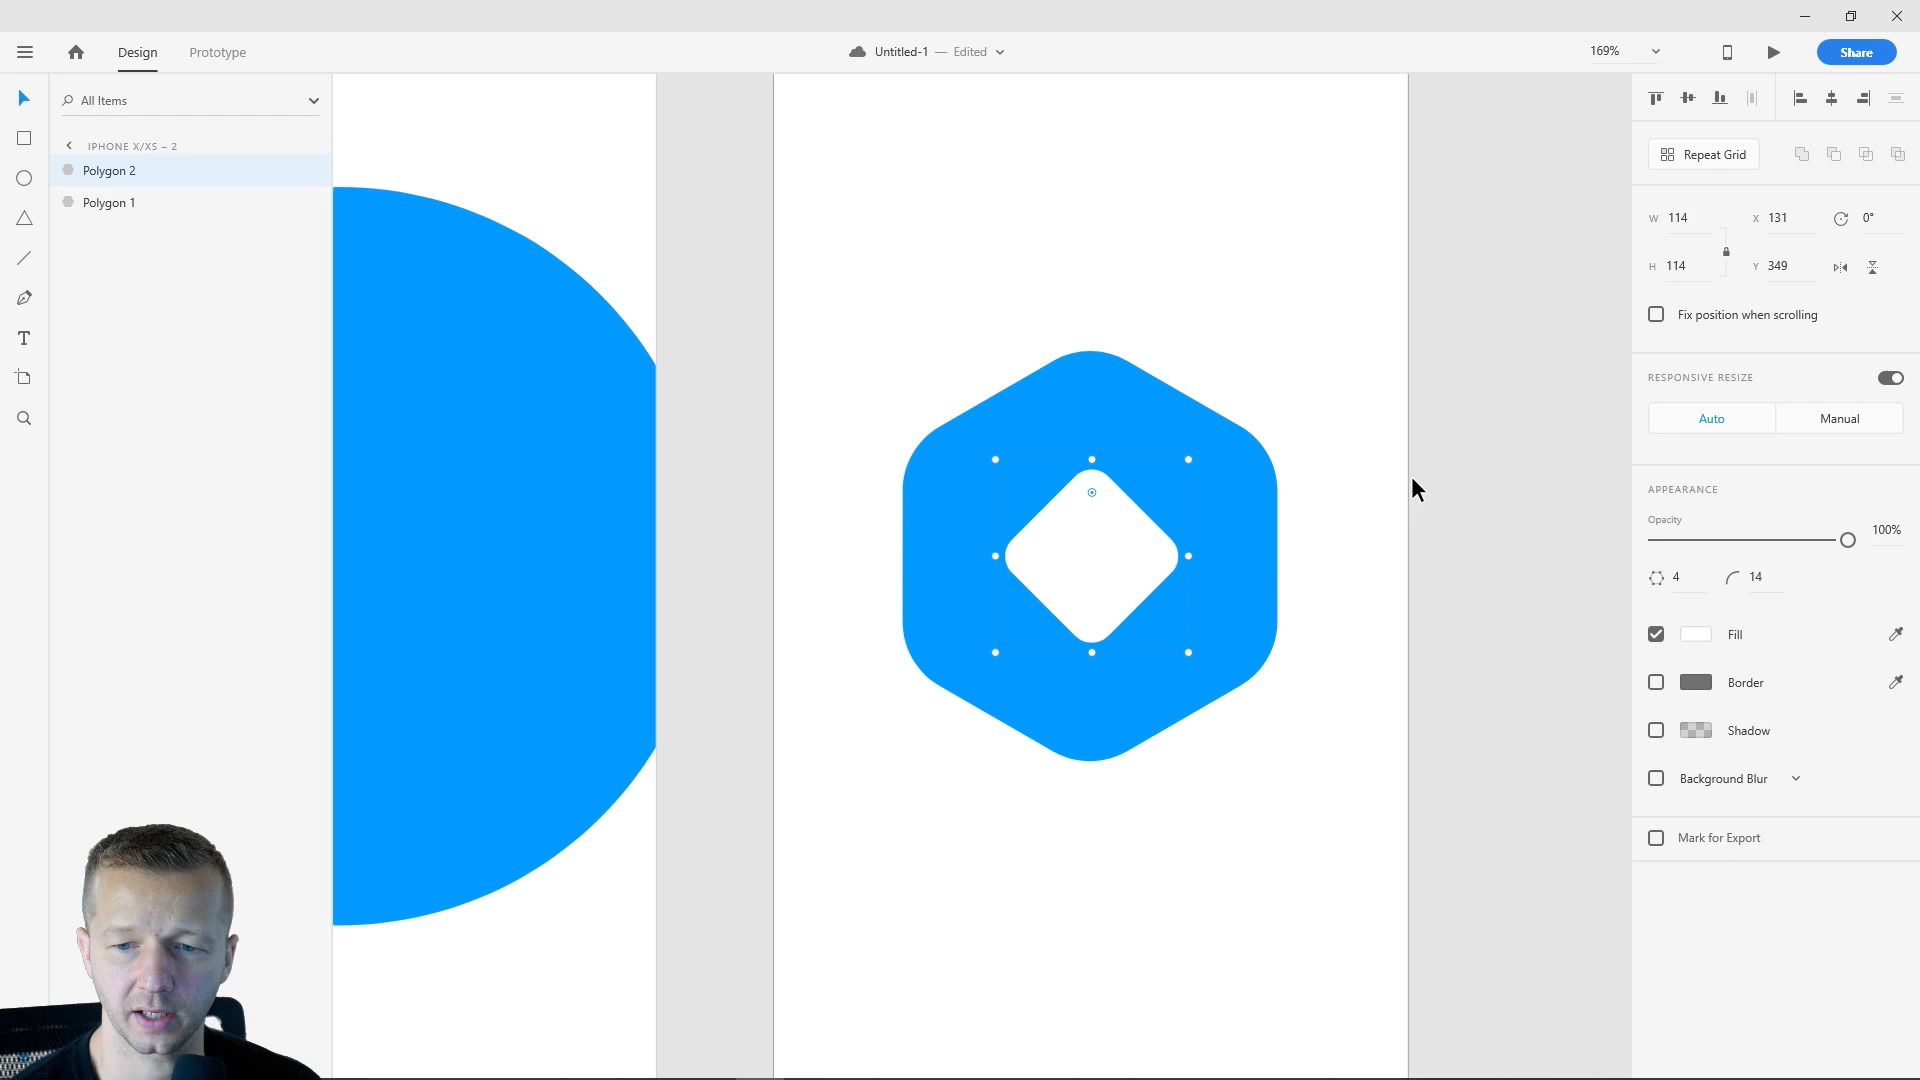 Design
Prototype
Untitled-1 — Edited
169%
Share
All Items
IPHONE X/XS – 2
Polygon 2
Polygon 1
Repeat Grid
W 114
X 131
0°
H 114
Y 349
Fix position when scrolling
RESPONSIVE RESIZE
Auto
Manual
APPEARANCE
Opacity
100%
4
14
Fill
Border
Shadow
Background Blur
Mark for Export
T